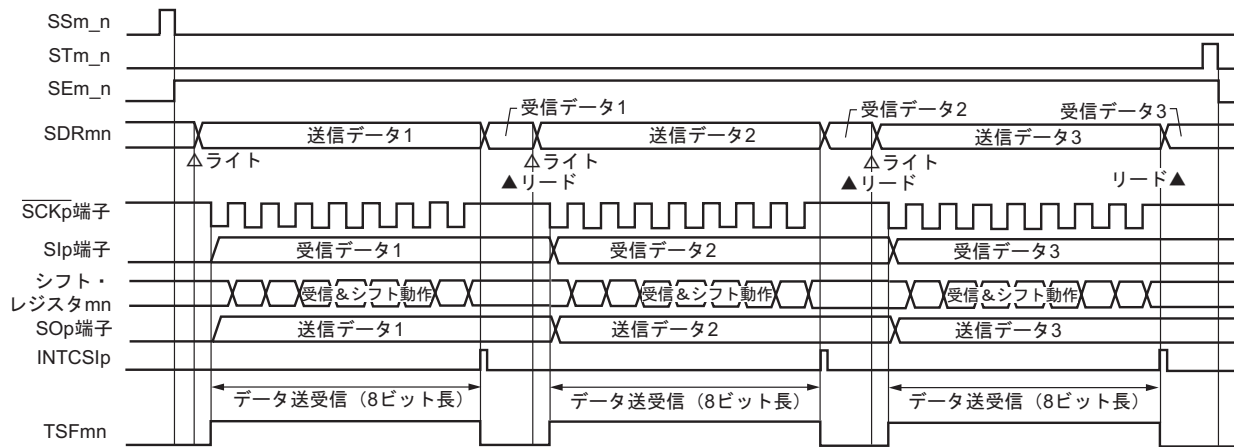 SSm_n
STm_n
SEm_n
受信データ1 受信データ2 受信データ3
SDRmn 送信データ1 送信データ2 送信データ3
△ライト △ライト △ライト
▲リード ▲リード リード▲
SCKp端子
SIp端子 受信データ1 受信データ2 受信データ3
シフト・
レジスタmn 受信&シフト動作 受信&シフト動作 受信&シフト動作
SOp端子 送信データ1 送信データ2 送信データ3
INTCSIp
データ送受信(8ビット長) データ送受信(8ビット長) データ送受信(8ビット長)
TSFmn